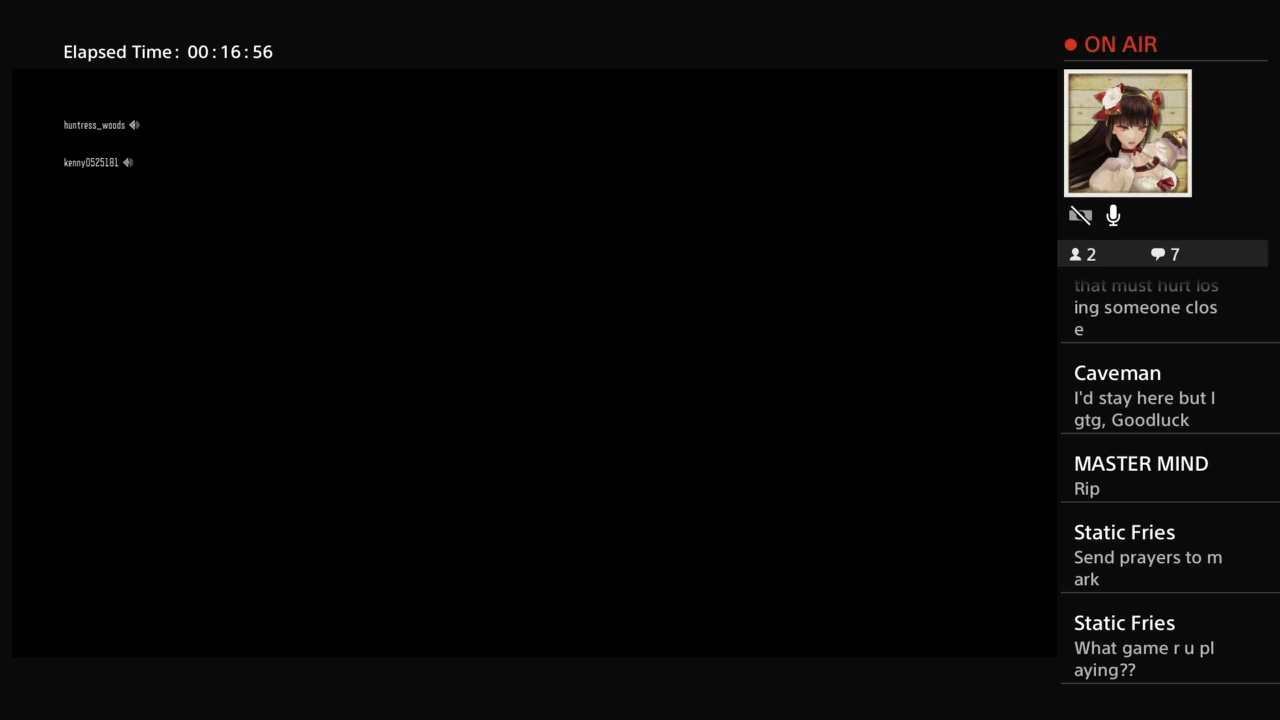 Elapsed Time: 00:16:56
ON AIR
huntress_woods
kenny0525181
2
7
that must hurt los
ing someone clos
e
Caveman
I'd stay here but I
gtg, Goodluck
MASTER MIND
Rip
Static Fries
Send prayers to m
ark
Static Fries
What game r u pl
aying??